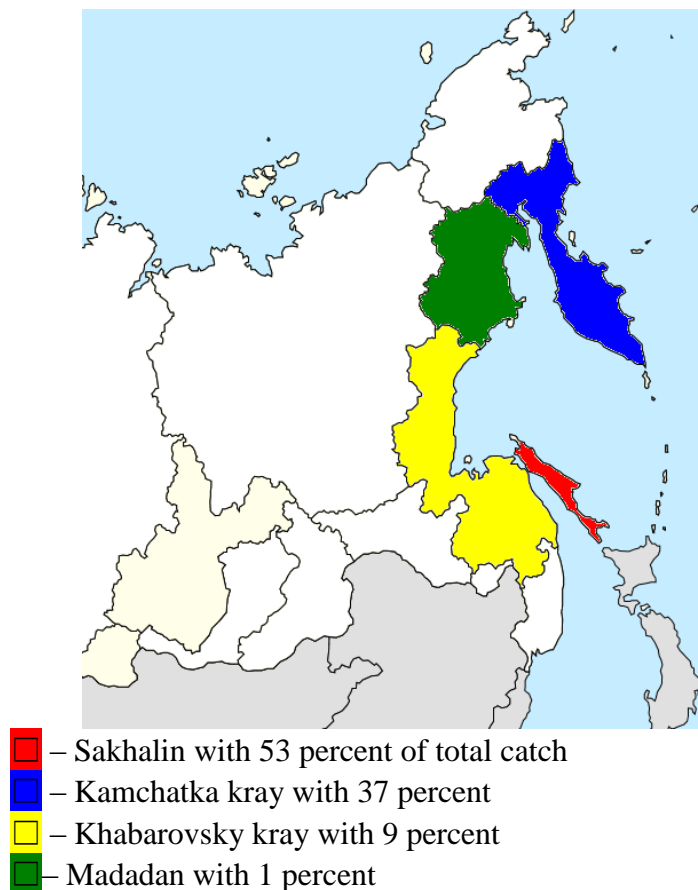 – Sakhalin with 53 percent of total catch
– Kamchatka kray with 37 percent
– Khabarovsky kray with 9 percent
– Madadan with 1 percent